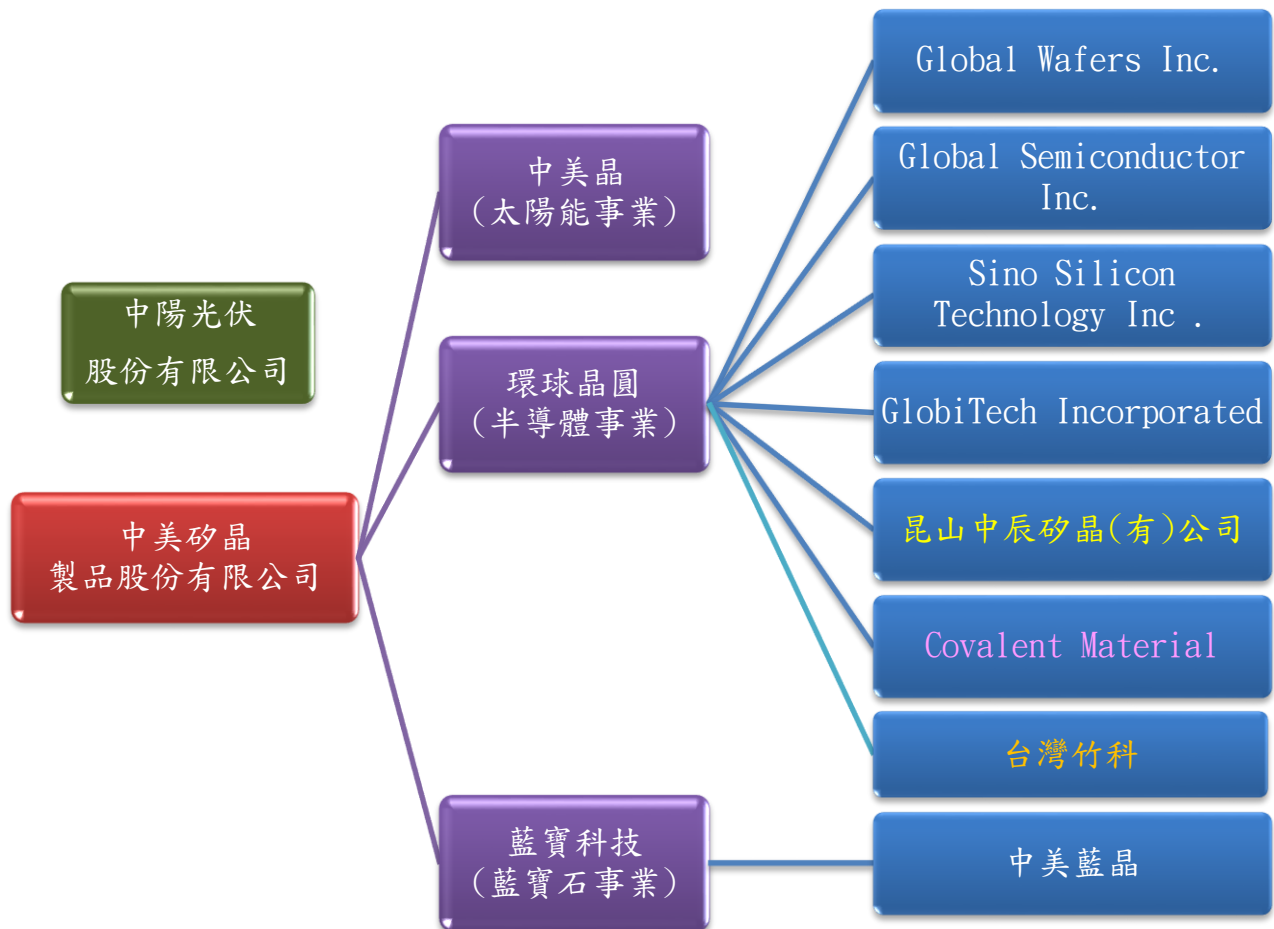 中陽光伏
股份有限公司
中美矽晶
製品股份有限公司
中美晶
(太陽能事業)
環球晶圓
(半導體事業)
藍寶科技
(藍寶石事業)
Global Wafers Inc.
Global Semiconductor
Inc.
Sino Silicon
Technology Inc .
GlobiTech Incorporated
昆山中辰矽晶(有)公司
Covalent Material
台灣竹科
中美藍晶